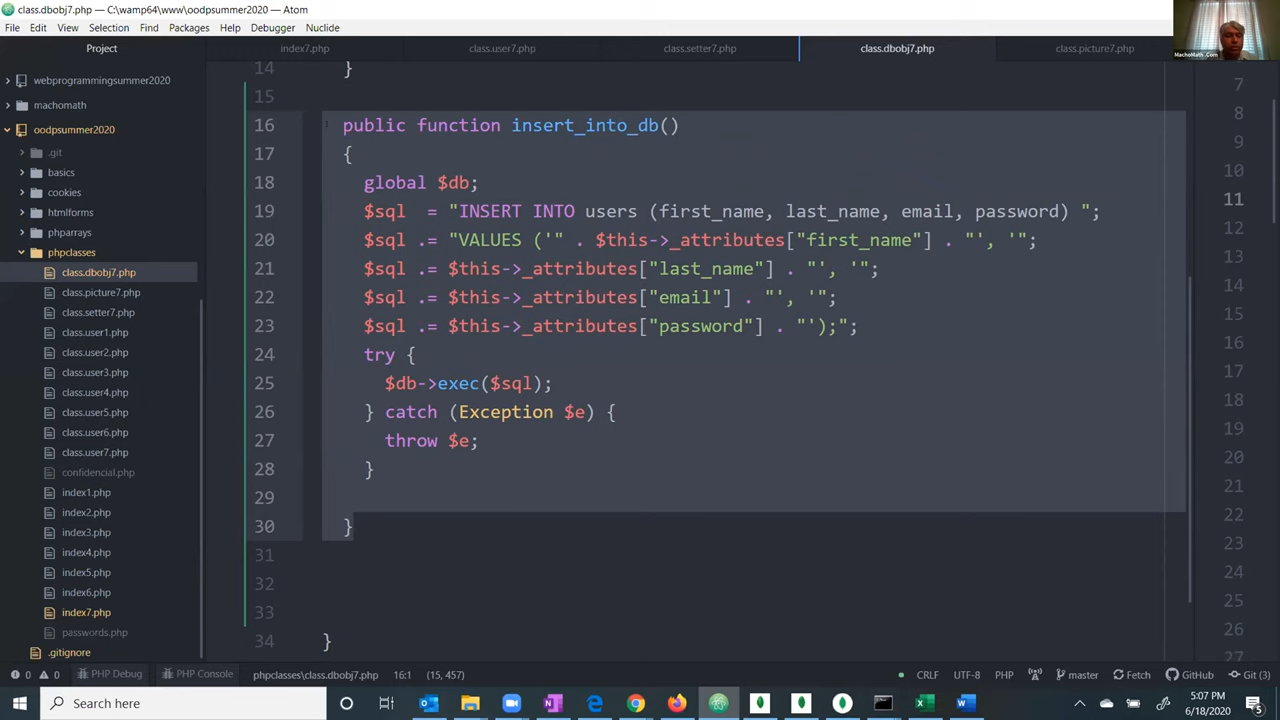 class.dbobj7.php — C:\wamp64\www\oodpsummer2020 — Atom
File Edit View Selection Find Packages Help Debugger Nuclide
Project
index7.php class.user7.php class.setter7.php class.dbobj7.php class.picture7.php
MachoMath.Com
webprogrammingsummer2020
machomath
oodpsummer2020
.git
basics
cookies
htmlforms
phparrays
phpclasses
class.dbobj7.php
class.picture7.php
class.setter7.php
class.user1.php
class.user2.php
class.user3.php
class.user4.php
class.user5.php
class.user6.php
class.user7.php
confidencial.php
index1.php
index2.php
index3.php
index4.php
index5.php
index6.php
index7.php
passwords.php
.gitignore
14 }
15
16 public function insert_into_db()
17 {
18 global $db;
19 $sql = "INSERT INTO users (first_name, last_name, email, password) ";
20 $sql .= "VALUES ('" . $this->_attributes["first_name"] . "', '";
21 $sql .= $this->_attributes["last_name"] . "', '";
22 $sql .= $this->_attributes["email"] . "', '";
23 $sql .= $this->_attributes["password"] . "');";
24 try {
25 $db->exec($sql);
26 } catch (Exception $e) {
27 throw $e;
28 }
29
30 }
31
32
33
34 }
7
8
9
10
11
12
13
14
15
16
17
18
19
20
21
22
23
24
25
26
27
0 0 PHP Debug PHP Console phpclasses\class.dbobj7.php 16:1 (15, 457) CRLF UTF-8 PHP master Fetch GitHub Git (3)
Search here
5:07 PM
6/18/2020
5